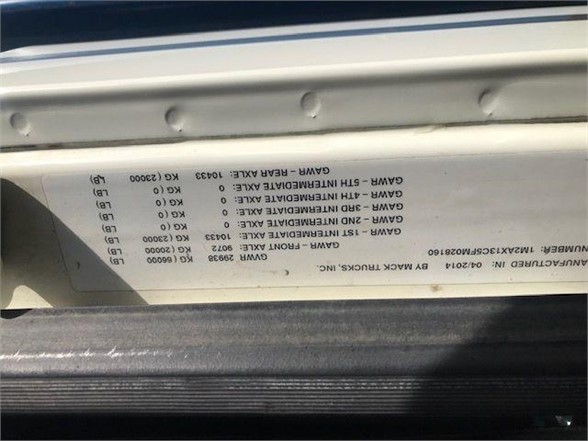 ANUFACTURED IN: 04/2014 BY MACK TRUCKS, INC.
NUMBER: 1M2AX13C5FM028160
GVWR 29938 KG (66000 LB)
GAWR - FRONT AXLE: 9072 KG (20000 LB)
GAWR - 1ST INTERMEDIATE AXLE: 10433 KG (23000 LB)
GAWR - 2ND INTERMEDIATE AXLE: 0 KG (0 LB)
GAWR - 3RD INTERMEDIATE AXLE: 0 KG (0 LB)
GAWR - 4TH INTERMEDIATE AXLE: 0 KG (0 LB)
GAWR - 5TH INTERMEDIATE AXLE: 0 KG (0 LB)
GAWR - REAR AXLE: 10433 KG (23000 LB)